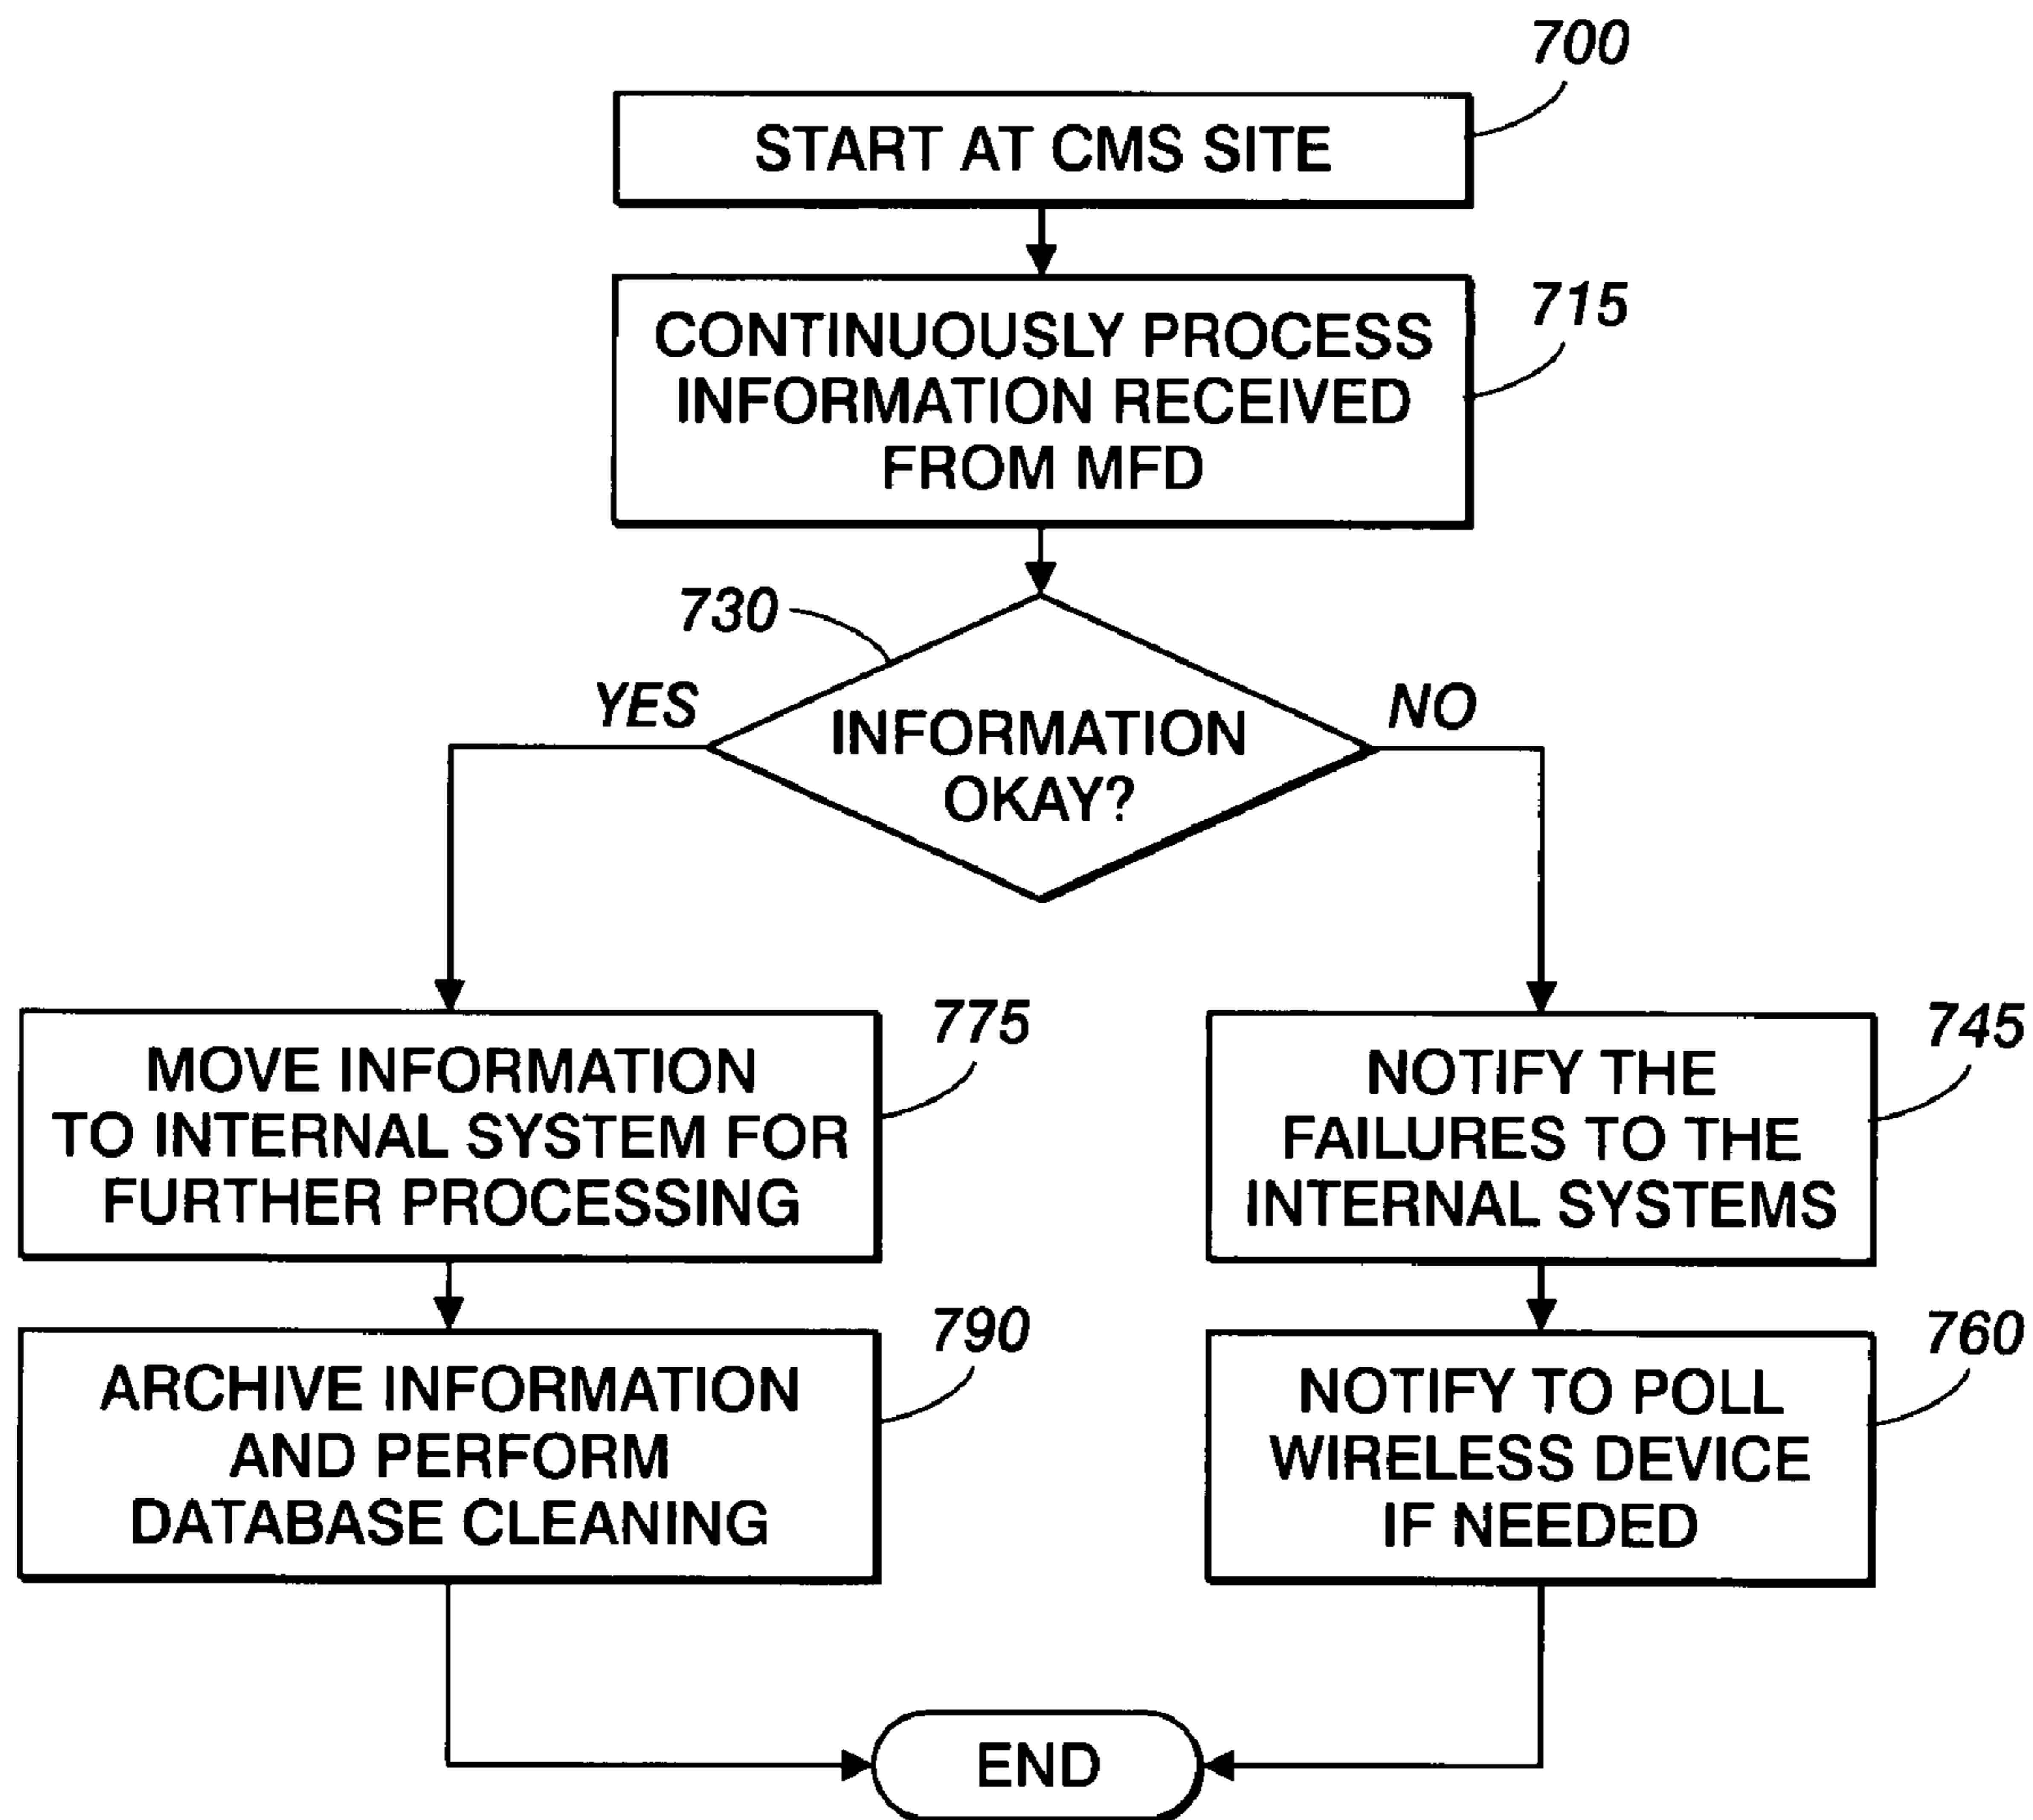 700
START AT CMS SITE
715
CONTINUOUSLY PROCESS
INFORMATION RECEIVED
FROM MFD
730
YES
NO
INFORMATION
OKAY?
775
MOVE INFORMATION
TO INTERNAL SYSTEM FOR
FURTHER PROCESSING
745
NOTIFY THE
FAILURES TO THE
INTERNAL SYSTEMS
790
ARCHIVE INFORMATION
AND PERFORM
DATABASE CLEANING
760
NOTIFY TO POLL
WIRELESS DEVICE
IF NEEDED
END